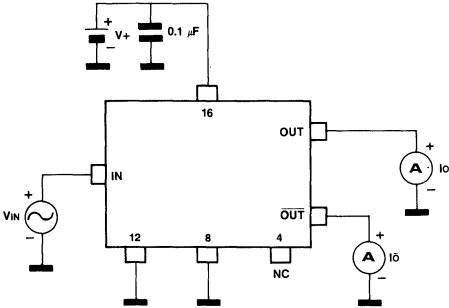 +
V+
−
0.1 μF
16
OUT
+
A
Io
−
IN
+
VIN
−
OUT
+
A
Iō
−
12
8
4
NC